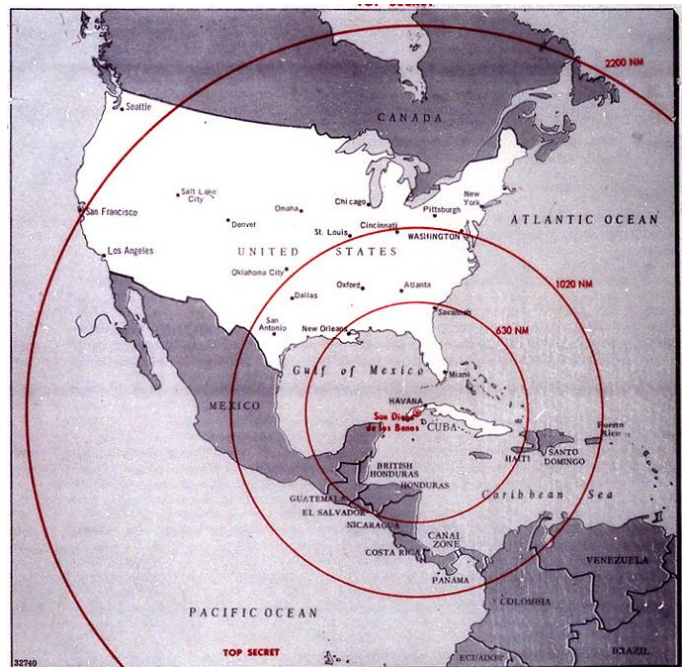 TOP SECRET
2200 NM
Seattle
CANADA
Salt Lake
City
Omaha
Chicago
New
York
Pittsburgh
San Francisco
Denver
St. Louis
Cincinnati
WASHINGTON
ATLANTIC OCEAN
UNITED STATES
Los Angeles
Oklahoma City
1020 NM
Oxford
Atlanta
Dallas
Savannah
San
Antonio
New Orleans
630 NM
Gulf of Mexico
Miami
MEXICO
HAVANA
San Diego
de los Banos
CUBA
Puerto
Rico
HAITI
SANTO
DOMINGO
BRITISH
HONDURAS
HONDURAS
GUATEMALA
EL SALVADOR
Caribbean Sea
NICARAGUA
CANAL
ZONE
COSTA RICA
PANAMA
VENEZUELA
COLOMBIA
PACIFIC OCEAN
TOP SECRET
ECUADOR
BRAZIL
32740